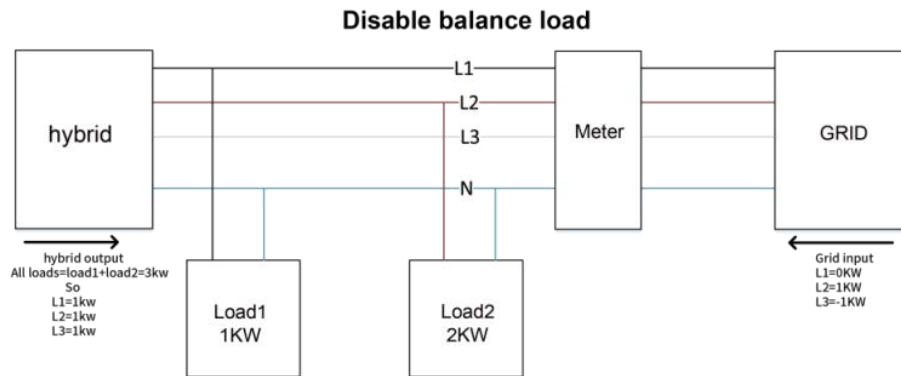 Disable balance load
L1
L2
L3
N
hybrid
Meter
GRID
hybrid output
All loads=load1+load2=3kw
So
L1=1kw
L2=1kw
L3=1kw
Load1
1KW
Load2
2KW
Grid input
L1=0KW
L2=1KW
L3=-1KW